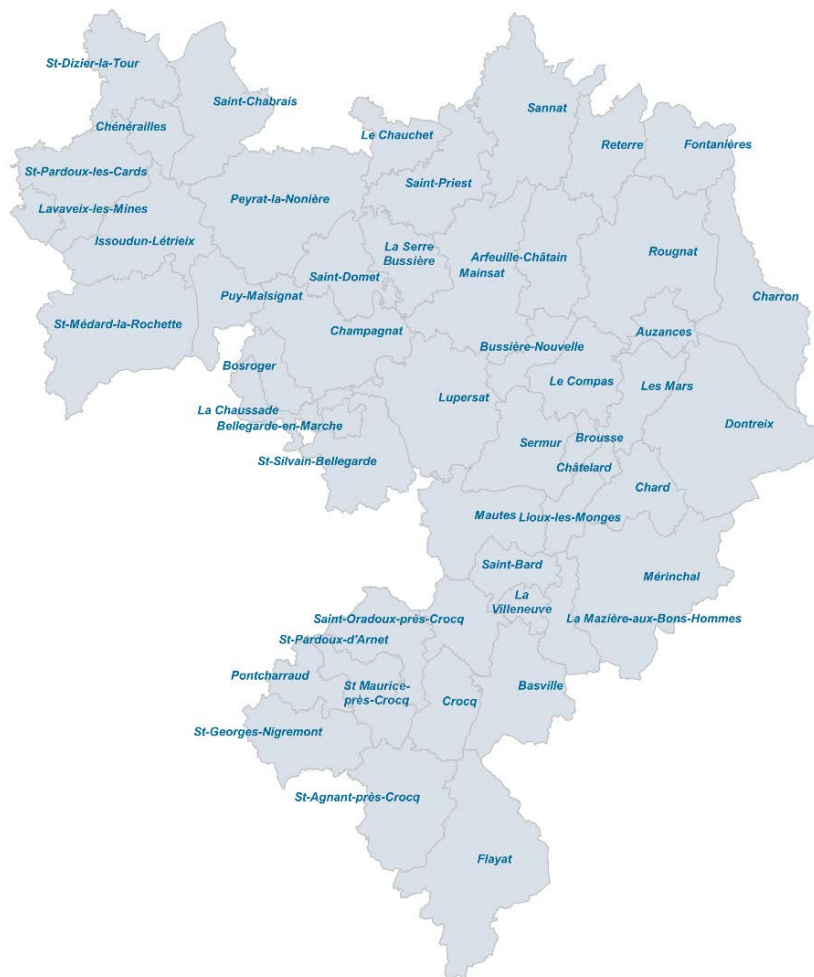 St-Dizier-la-Tour
Saint-Chabrais
Sannat
Chénérailles
Le Chauchet
Reterre
Fontanières
St-Pardoux-les-Cards
Saint-Priest
Peyrat-la-Nonière
Lavaveix-les-Mines
Issoudun-Létrieix
La Serre
Bussière
Arfeuille-Châtain
Rougnat
Saint-Domet
Mainsat
Puy-Malsignat
Charron
St-Médard-la-Rochette
Champagnat
Auzances
Bussière-Nouvelle
Bosroger
Le Compas
Les Mars
Lupersat
La Chaussade
Bellegarde-en-Marche
Dontreix
Sermur
Brousse
St-Silvain-Bellegarde
Châtelard
Chard
Mautes
Lioux-les-Monges
Saint-Bard
Mérinchal
La
Villeneuve
Saint-Oradoux-près-Crocq
La Mazière-aux-Bons-Hommes
St-Pardoux-d'Arnet
Pontcharraud
St Maurice-
près-Crocq
Crocq
Basville
St-Georges-Nigremont
St-Agnant-près-Crocq
Flayat